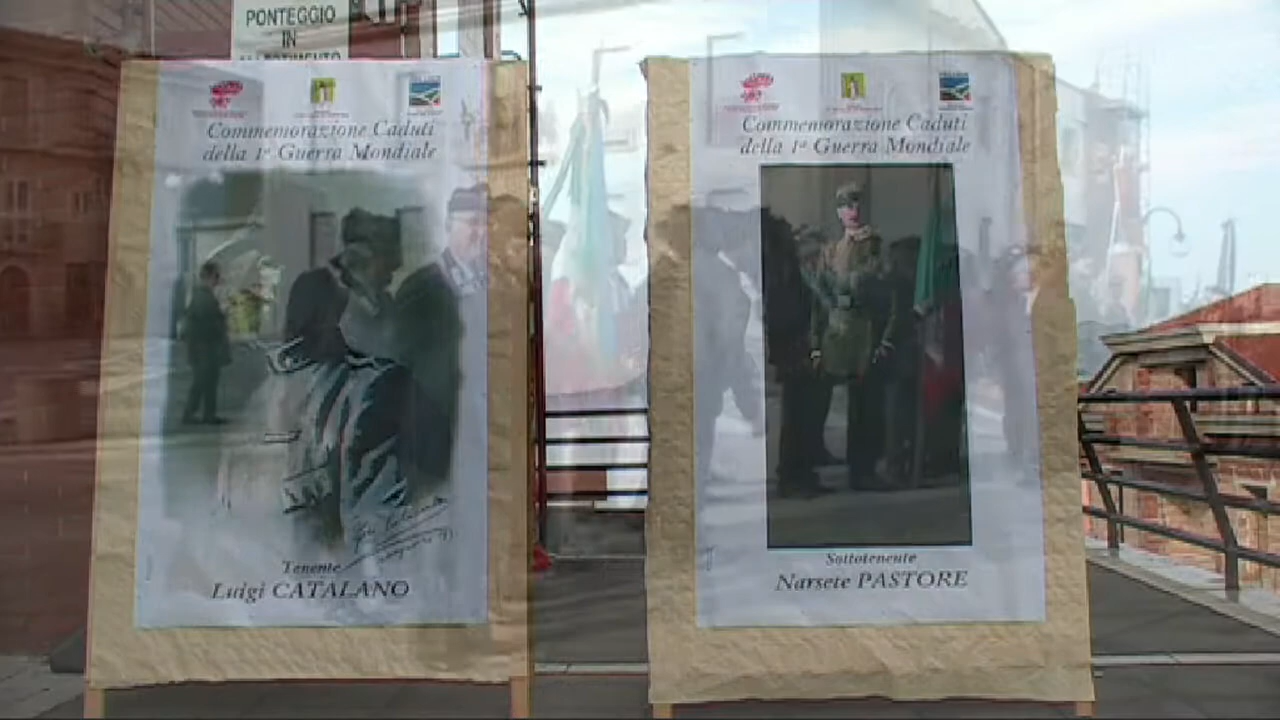 PONTEGGIO
IN
Commemorazione Caduti
della 1ª Guerra Mondiale
Tenente
Luigi CATALANO
Commemorazione Caduti
della 1ª Guerra Mondiale
Sottotenente
Narsete PASTORE